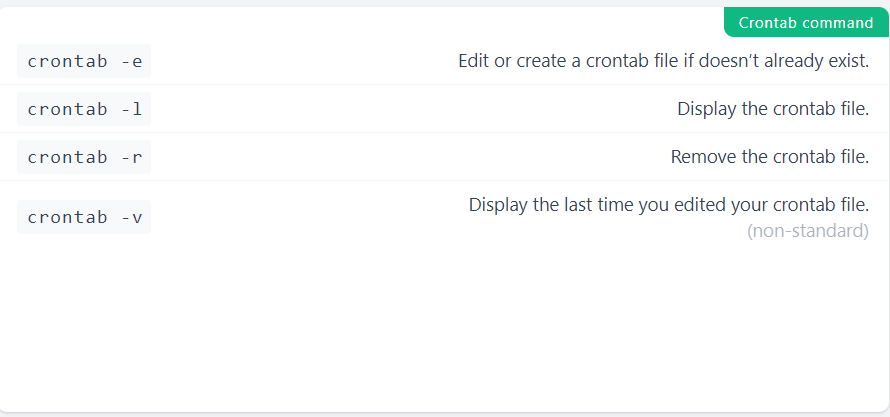 Crontab command
crontab -e
Edit or create a crontab file if doesn’t already exist.
crontab -l
Display the crontab file.
crontab -r
Remove the crontab file.
crontab -v
Display the last time you edited your crontab file.
(non-standard)